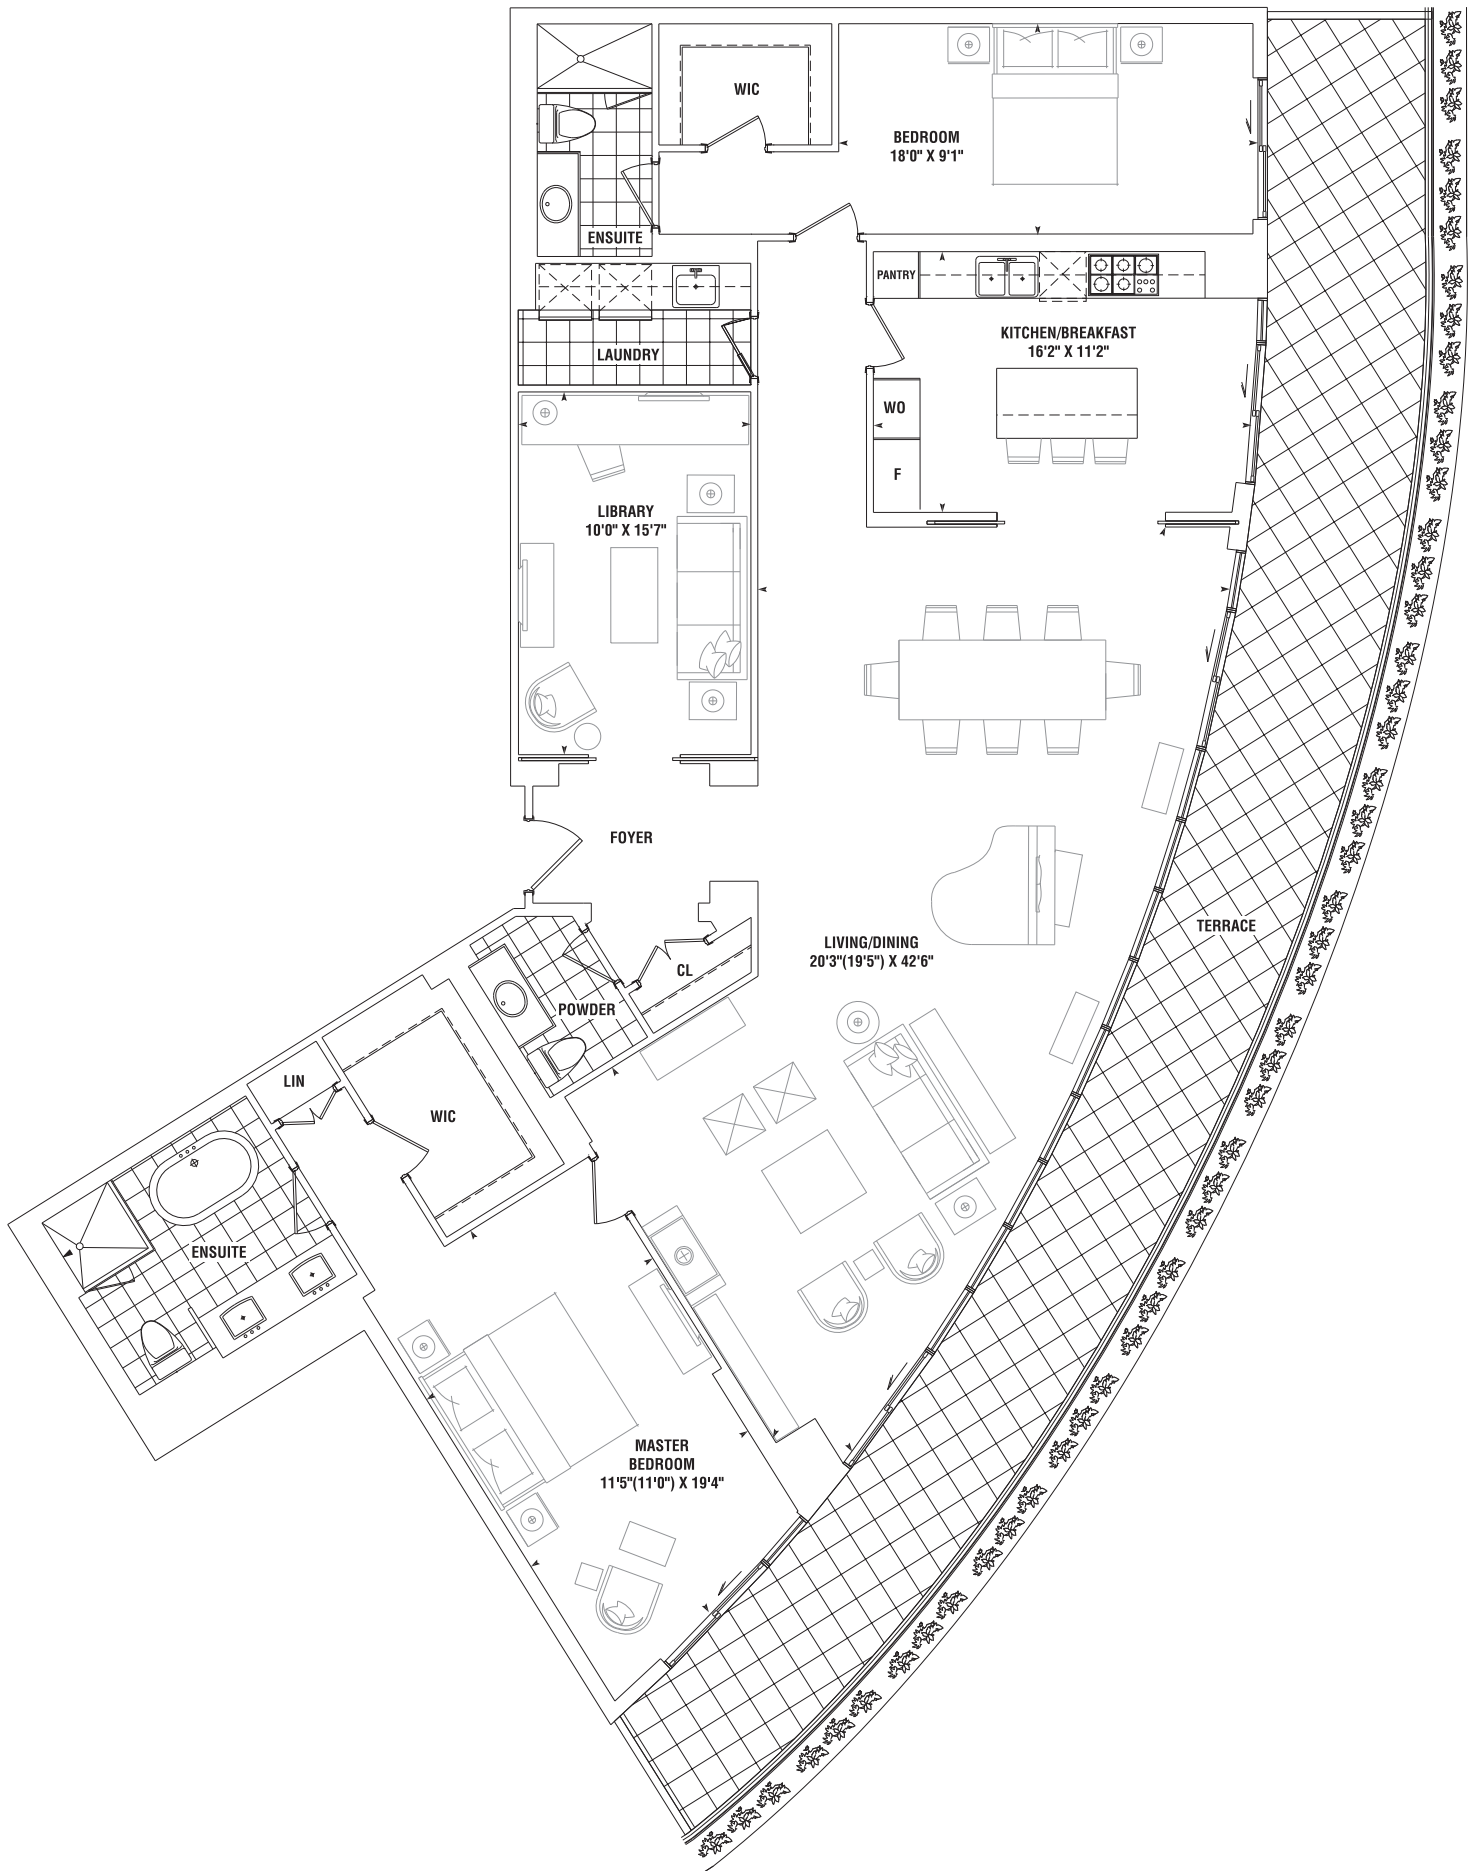 WIC
BEDROOM
18'0" X 9'1"
ENSUITE
PANTRY
KITCHEN/BREAKFAST
16'2" X 11'2"
LAUNDRY
WO
F
LIBRARY
10'0" X 15'7"
FOYER
TERRACE
LIVING/DINING
20'3"(19'5") X 42'6"
CL
POWDER
LIN
WIC
ENSUITE
MASTER
BEDROOM
11'5"(11'0") X 19'4"